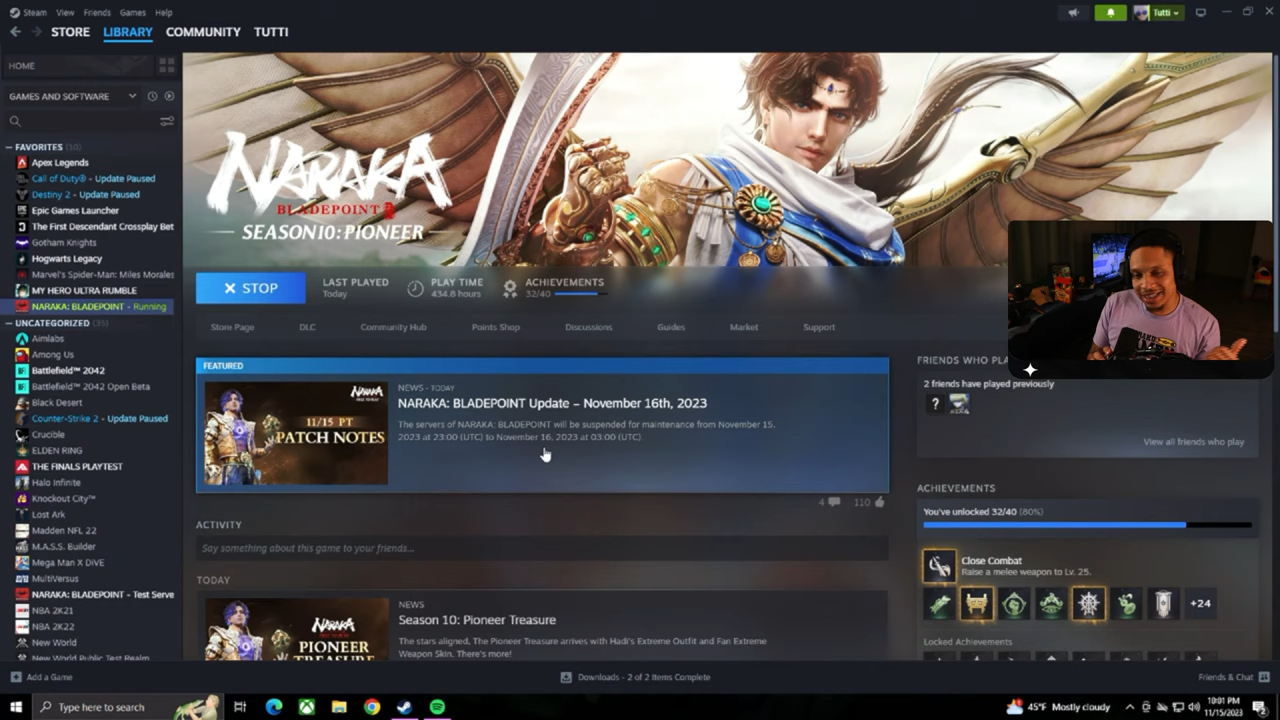 Steam View Friends Games Help
Tutti
STORE LIBRARY COMMUNITY TUTTI
HOME
GAMES AND SOFTWARE
FAVORITES (10)
Apex Legends
Call of Duty® - Update Paused
Destiny 2 - Update Paused
Epic Games Launcher
The First Descendant Crossplay Bet
Gotham Knights
Hogwarts Legacy
Marvel's Spider-Man: Miles Morales
MY HERO ULTRA RUMBLE
NARAKA: BLADEPOINT - Running
UNCATEGORIZED (35)
Aimlabs
Among Us
Battlefield™ 2042
Battlefield™ 2042 Open Beta
Black Desert
Counter-Strike 2 - Update Paused
Crucible
ELDEN RING
THE FINALS PLAYTEST
Halo Infinite
Knockout City™
Lost Ark
Madden NFL 22
M.A.S.S. Builder
Mega Man X DiVE
MultiVersus
NARAKA: BLADEPOINT - Test Serve
NBA 2K21
NBA 2K22
New World
New World Public Test Realm
NARAKA
BLADEPOINT
SEASON10: PIONEER
STOP
LAST PLAYED
Today
PLAY TIME
434.8 hours
ACHIEVEMENTS
32/40
Store Page DLC Community Hub Points Shop Discussions Guides Market Support
FEATURED
NARAKA
11/15 PT
PATCH NOTES
NEWS - TODAY
NARAKA: BLADEPOINT Update – November 16th, 2023
The servers of NARAKA: BLADEPOINT will be suspended for maintenance from November 15,
2023 at 23:00 (UTC) to November 16, 2023 at 03:00 (UTC).
4 110
ACTIVITY
Say something about this game to your friends...
TODAY
NARAKA
PIONEER
TREASURE
NEWS
Season 10: Pioneer Treasure
The stars aligned, The Pioneer Treasure arrives with Hadi's Extreme Outfit and Fan Extreme
Weapon Skin. There's more!
FRIENDS WHO PLA
2 friends have played previously
?
View all friends who play
ACHIEVEMENTS
You've unlocked 32/40 (80%)
Close Combat
Raise a melee weapon to Lv. 25.
+24
Locked Achievements
Add a Game
Downloads - 2 of 2 Items Complete
Friends & Chat
Type here to search
45°F Mostly cloudy
10:01 PM
11/15/2023
2